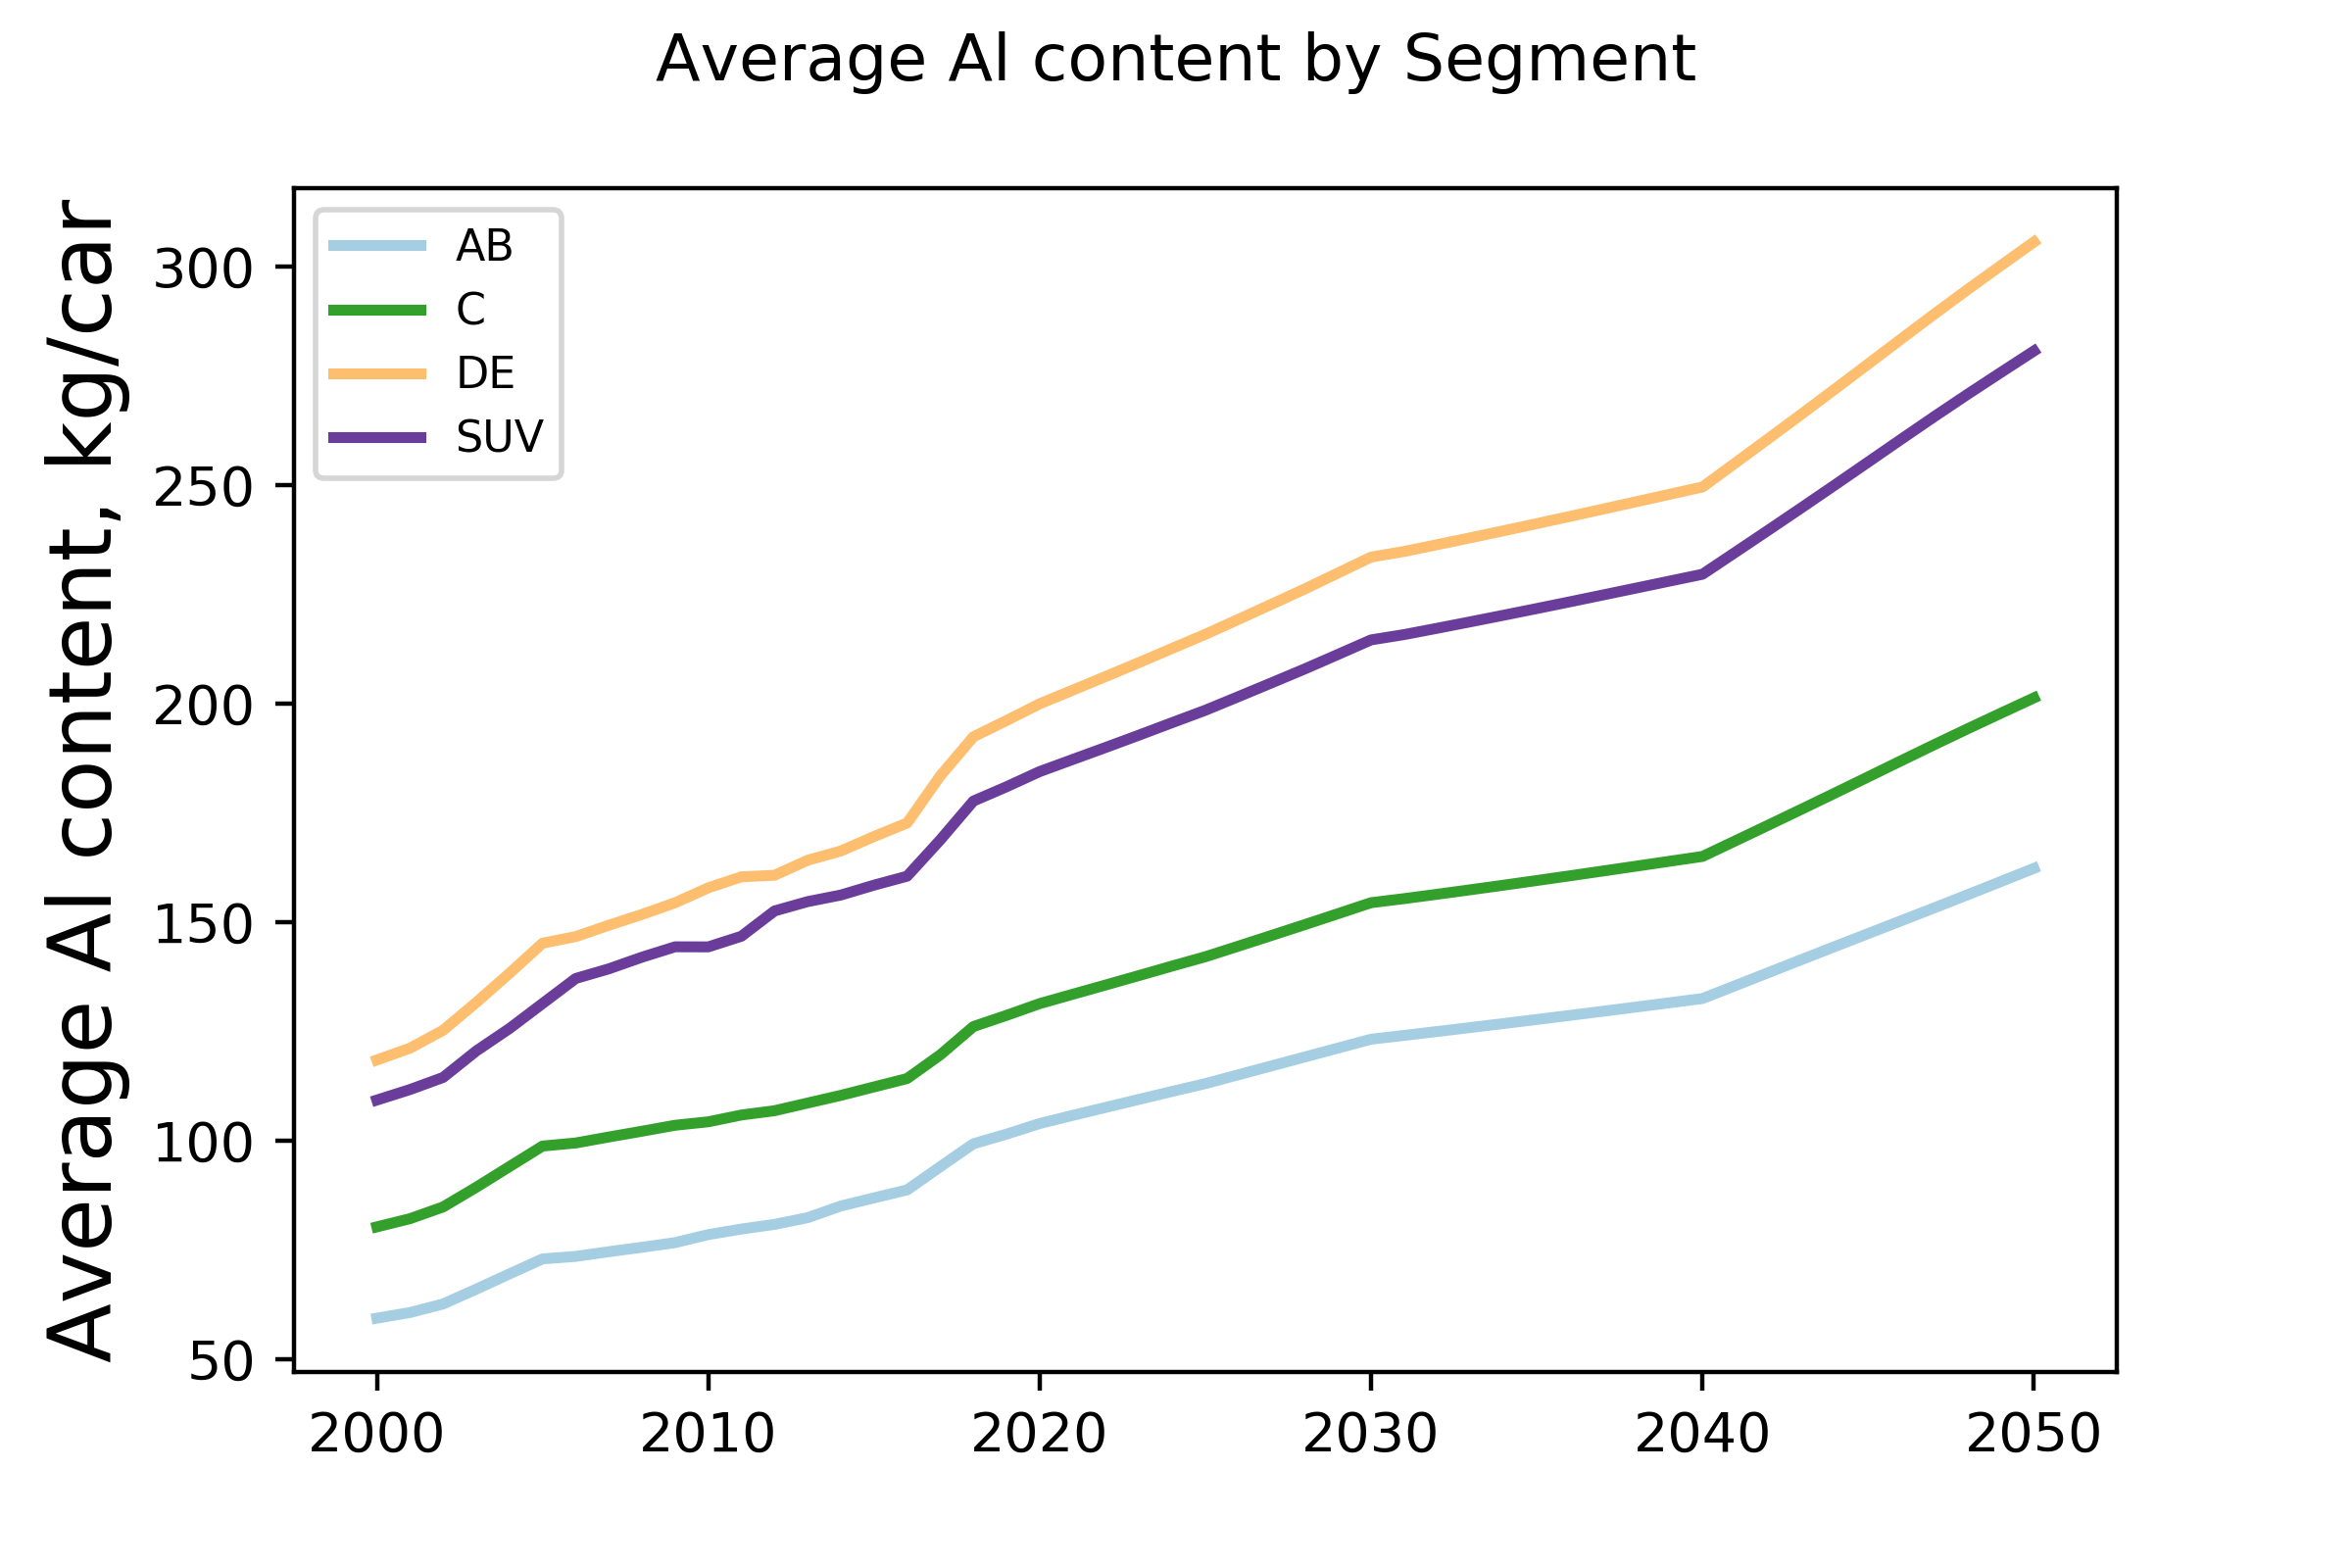 Average Al content by Segment
Average Al content, kg/car
300
250
200
150
100
50
AB
C
DE
SUV
2000 2010 2020 2030 2040 2050